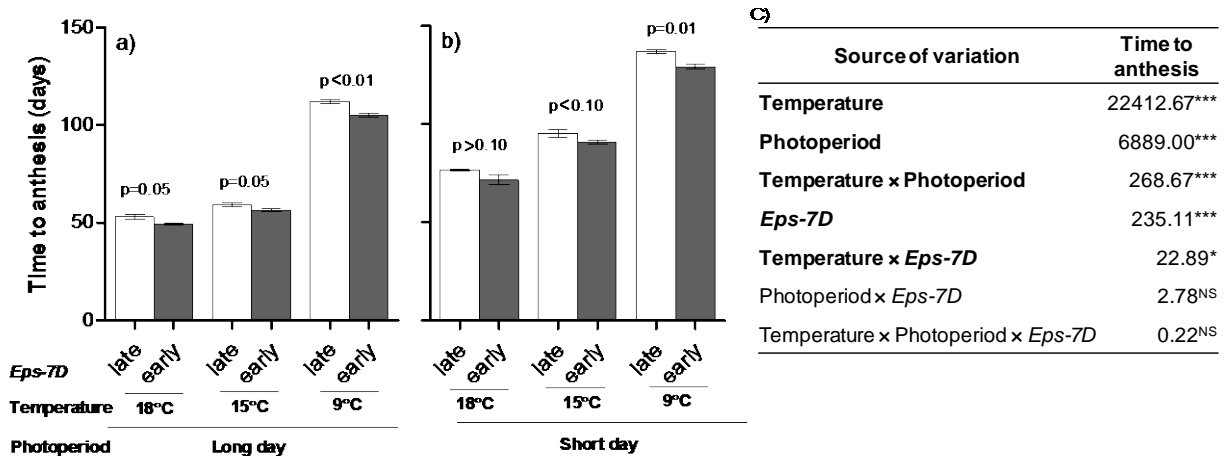 Time to anthesis (days)
150
100
50
0
a)
p=0.05
p=0.05
p<0.01
b)
p>0.10
p<0.10
p=0.01
Eps-7D late early late early late early late early late early late early
Temperature 18°C 15°C 9°C 18°C 15°C 9°C
Photoperiod Long day Short day
C)
Source of variation Time to anthesis
Temperature 22412.67***
Photoperiod 6889.00***
Temperature × Photoperiod 268.67***
Eps-7D 235.11***
Temperature × Eps-7D 22.89*
Photoperiod × Eps-7D 2.78NS
Temperature × Photoperiod × Eps-7D 0.22NS